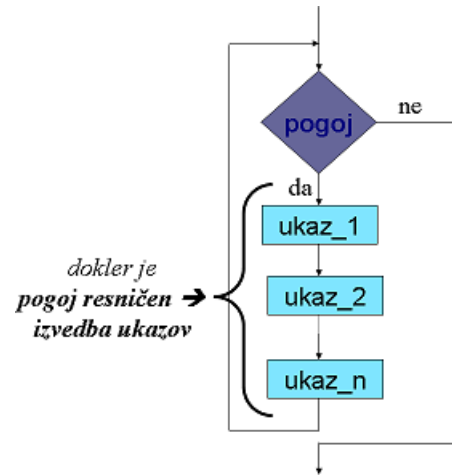 pogoj
ne
da
ukaz_1
ukaz_2
ukaz_n
dokler je
pogoj resničen ➔
izvedba ukazov